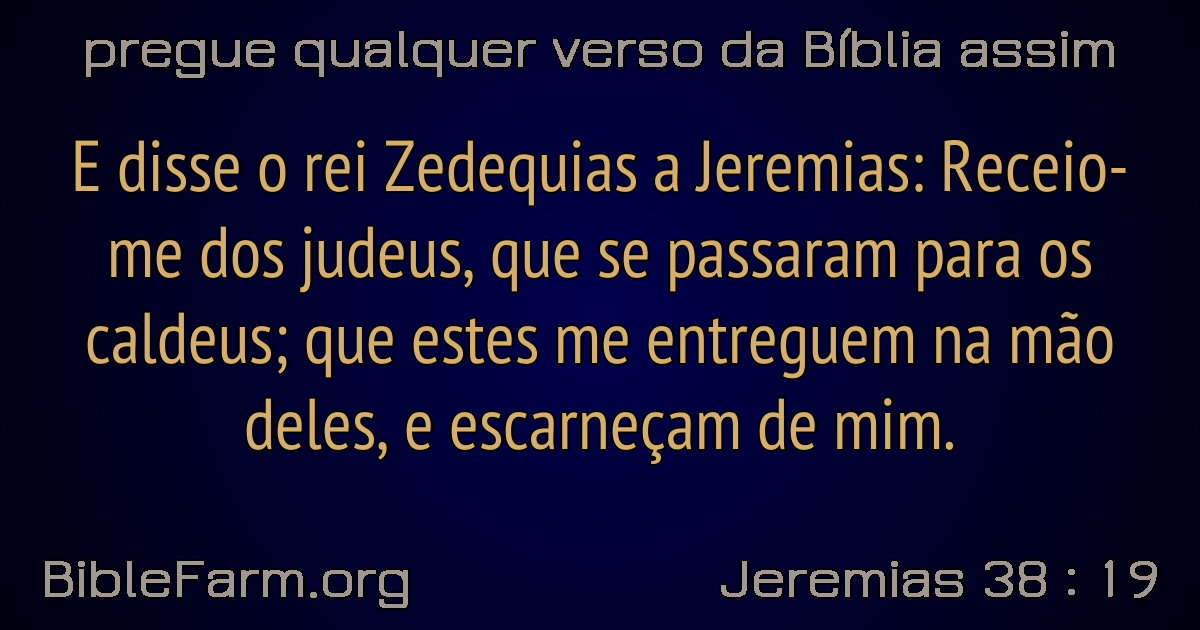 pregue qualquer verso da Bíblia assim
E disse o rei Zedequias a Jeremias: Receio-
me dos judeus, que se passaram para os
caldeus; que estes me entreguem na mão
deles, e escarneçam de mim.
BibleFarm.org
Jeremias 38 : 19